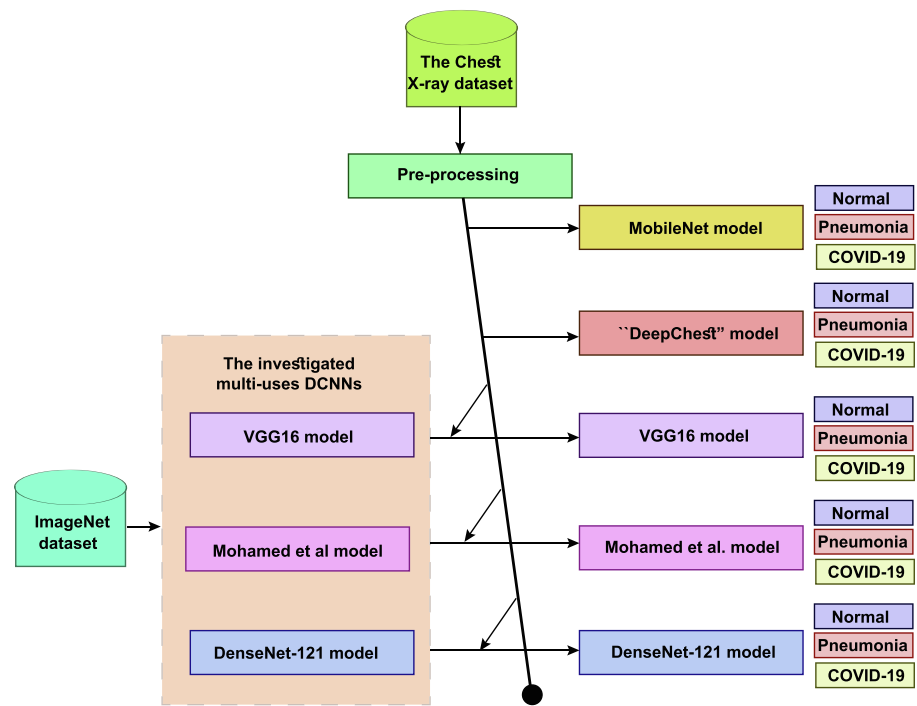 The Chest
X-ray dataset
Pre-processing
MobileNet model
Normal
Pneumonia
COVID-19
``DeepChest” model
Normal
Pneumonia
COVID-19
The investigated
multi-uses DCNNs
VGG16 model
VGG16 model
Normal
Pneumonia
COVID-19
ImageNet
dataset
Mohamed et al model
Mohamed et al. model
Normal
Pneumonia
COVID-19
DenseNet-121 model
DenseNet-121 model
Normal
Pneumonia
COVID-19